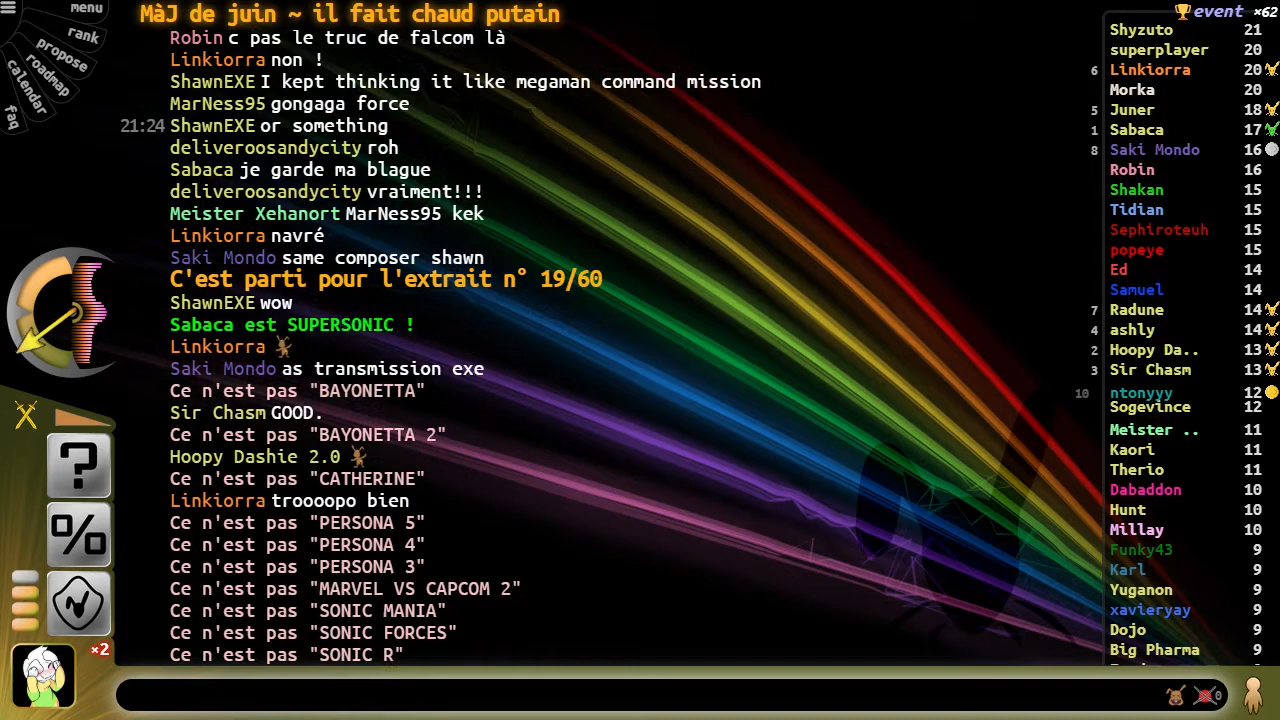 menu
rank
propose
roadmap
calendar
faq
MàJ de juin ~ il fait chaud putain
Robin c pas le truc de falcom là
Linkiorra non !
ShawnEXE I kept thinking it like megaman command mission
MarNess95 gongaga force
21:24 ShawnEXE or something
deliveroosandycity roh
Sabaca je garde ma blague
deliveroosandycity vraiment!!!
Meister Xehanort MarNess95 kek
Linkiorra navré
Saki Mondo same composer shawn
C'est parti pour l'extrait n° 19/60
ShawnEXE wow
Sabaca est SUPERSONIC !
Linkiorra
Saki Mondo as transmission exe
Ce n'est pas "BAYONETTA"
Sir Chasm GOOD.
Ce n'est pas "BAYONETTA 2"
Hoopy Dashie 2.0
Ce n'est pas "CATHERINE"
Linkiorra troooopo bien
Ce n'est pas "PERSONA 5"
Ce n'est pas "PERSONA 4"
Ce n'est pas "PERSONA 3"
Ce n'est pas "MARVEL VS CAPCOM 2"
Ce n'est pas "SONIC MANIA"
Ce n'est pas "SONIC FORCES"
Ce n'est pas "SONIC R"
?
%
×2
0
event ×62
Shyzuto 21
superplayer 20
6 Linkiorra 20
Morka 20
5 Juner 18
1 Sabaca 17
8 Saki Mondo 16
Robin 16
Shakan 15
Tidian 15
Sephiroteuh 15
popeye 15
Ed 14
Samuel 14
7 Radune 14
4 ashly 14
2 Hoopy Da.. 13
3 Sir Chasm 13
10 ntonyyy 12
Sogevince 12
Meister .. 11
Kaori 11
Therio 11
Dabaddon 10
Hunt 10
Millay 10
Funky43 9
Karl 9
Yuganon 9
xavieryay 9
Dojo 9
Big Pharma 9